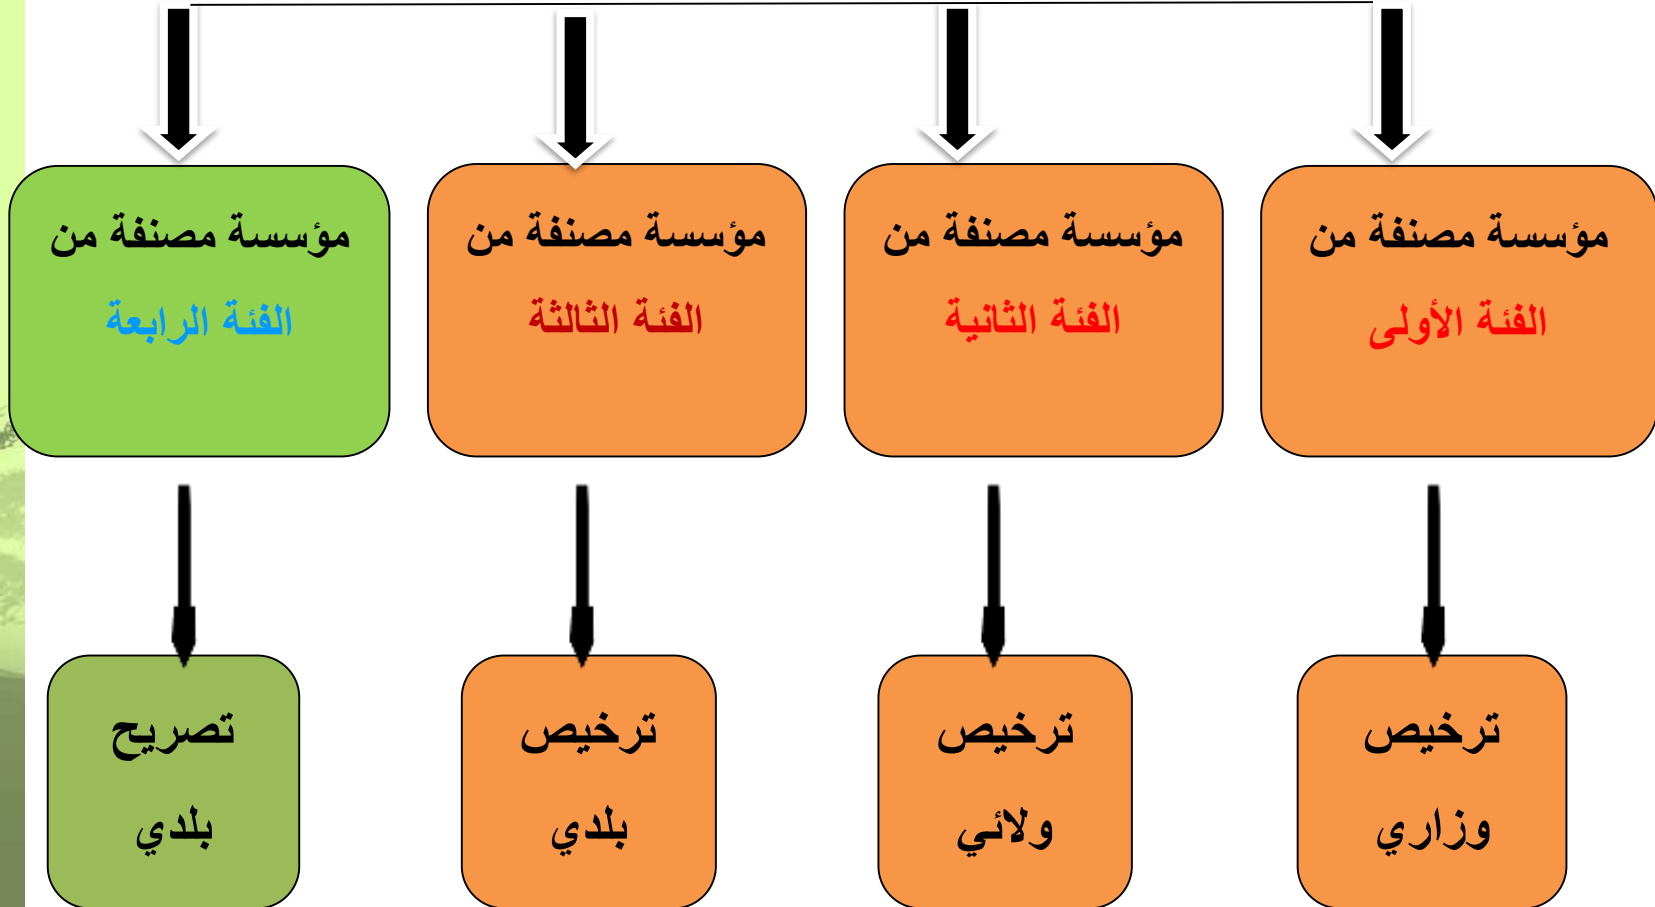 مؤسسة مصنفة من
الفئة الأولى
مؤسسة مصنفة من
الفئة الثانية
مؤسسة مصنفة من
الفئة الثالثة
مؤسسة مصنفة من
الفئة الرابعة
ترخيص
وزاري
ترخيص
ولائي
ترخيص
بلدي
تصريح
بلدي